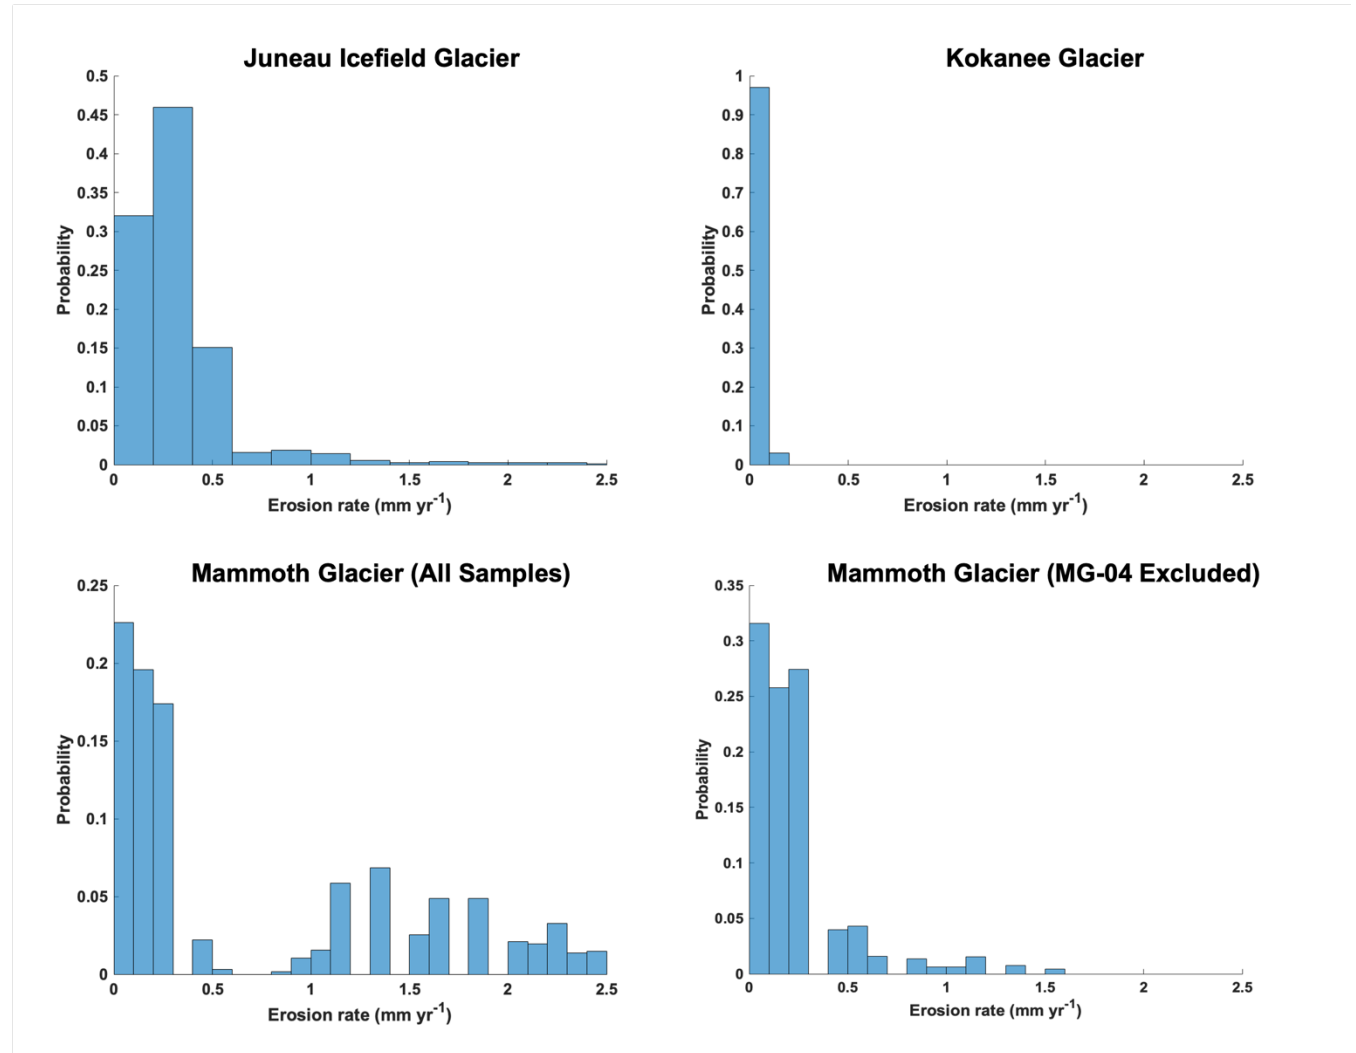 Juneau Icefield Glacier
0.5
0.45
0.4
0.35
0.3
0.25
0.2
0.15
0.1
0.05
0
Probability
0 0.5 1 1.5 2 2.5
Erosion rate (mm yr-1)
Kokanee Glacier
1
0.9
0.8
0.7
0.6
0.5
0.4
0.3
0.2
0.1
0
Probability
0 0.5 1 1.5 2 2.5
Erosion rate (mm yr-1)
Mammoth Glacier (All Samples)
0.25
0.2
0.15
0.1
0.05
0
Probability
0 0.5 1 1.5 2 2.5
Erosion rate (mm yr-1)
Mammoth Glacier (MG-04 Excluded)
0.35
0.3
0.25
0.2
0.15
0.1
0.05
0
Probability
0 0.5 1 1.5 2 2.5
Erosion rate (mm yr-1)